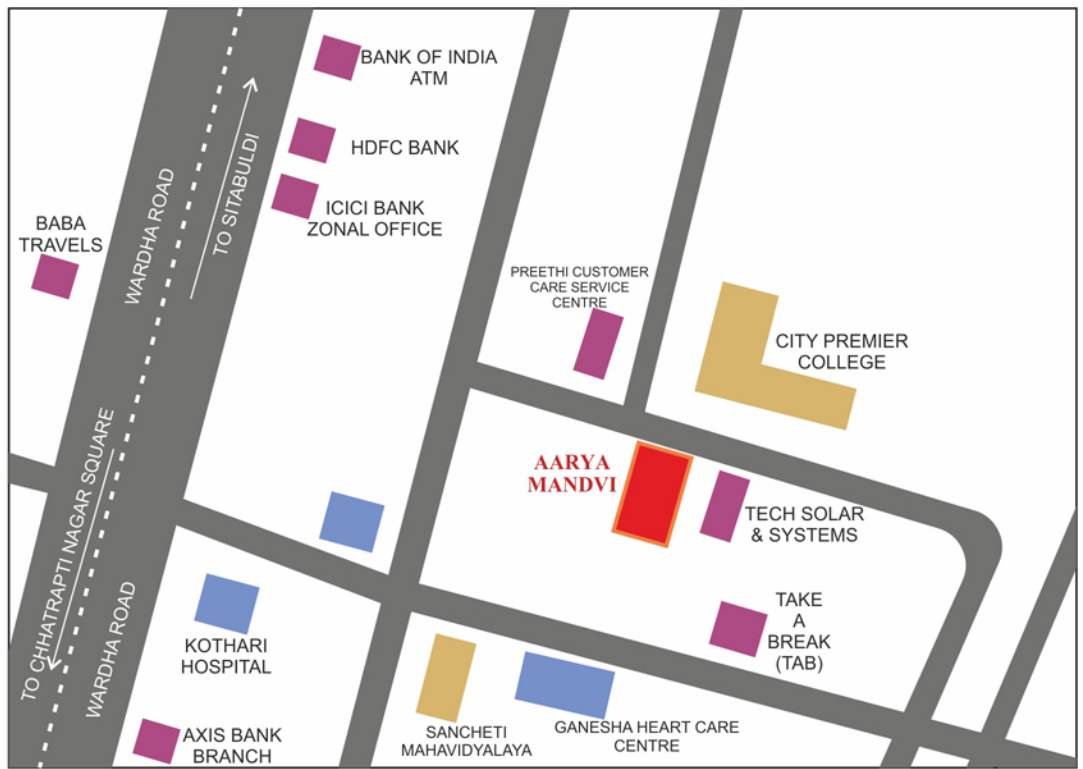 BANK OF INDIA
ATM
HDFC BANK
ICICI BANK
ZONAL OFFICE
BABA
TRAVELS
WARDHA ROAD
TO SITABULDI
PREETHI CUSTOMER
CARE SERVICE
CENTRE
CITY PREMIER
COLLEGE
AARYA
MANDVI
TECH SOLAR
& SYSTEMS
TO CHHATRAPTI NAGAR SQUARE
WARDHA ROAD
KOTHARI
HOSPITAL
TAKE
A
BREAK
(TAB)
AXIS BANK
BRANCH
SANCHETI
MAHAVIDYALAYA
GANESHA HEART CARE
CENTRE